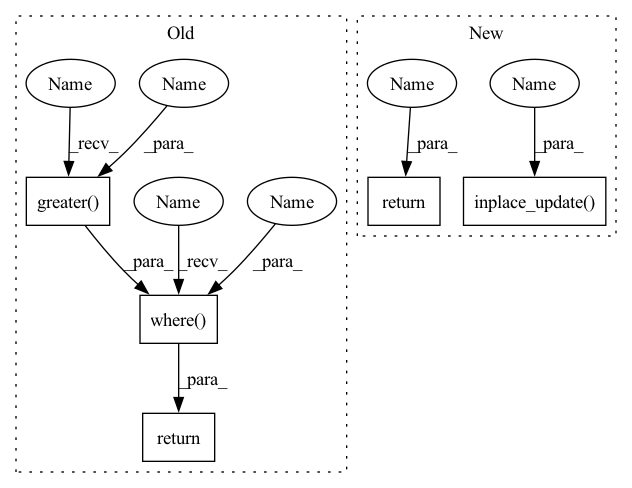 Old
New
Name
Name
Name
Name
_recv_
_para_
_para_
_para_
greater()
Name
Name
return
inplace_update()
_para_
_recv_
_para_
where()
_para_
return